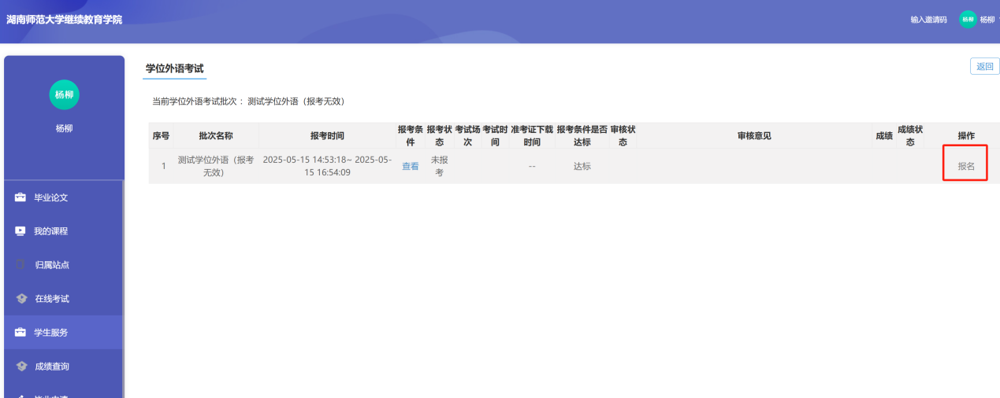 湖南师范大学继续教育学院
输入邀请码
杨柳
杨柳
杨柳
杨柳
学位外语考试
返回
当前学位外语考试批次 : 测试学位外语（报考无效）
序号 批次名称 报考时间 报考条件 报考状态 考试场次 考试时间 准考证下载时间 报考条件是否达标 审核状态 审核意见 成绩 成绩状态 操作
1 测试学位外语（报考无效） 2025-05-15 14:53:18~ 2025-05-15 16:54:09 查看 未报考 -- 达标 报名
毕业论文
我的课程
归属站点
在线考试
学生服务
成绩查询